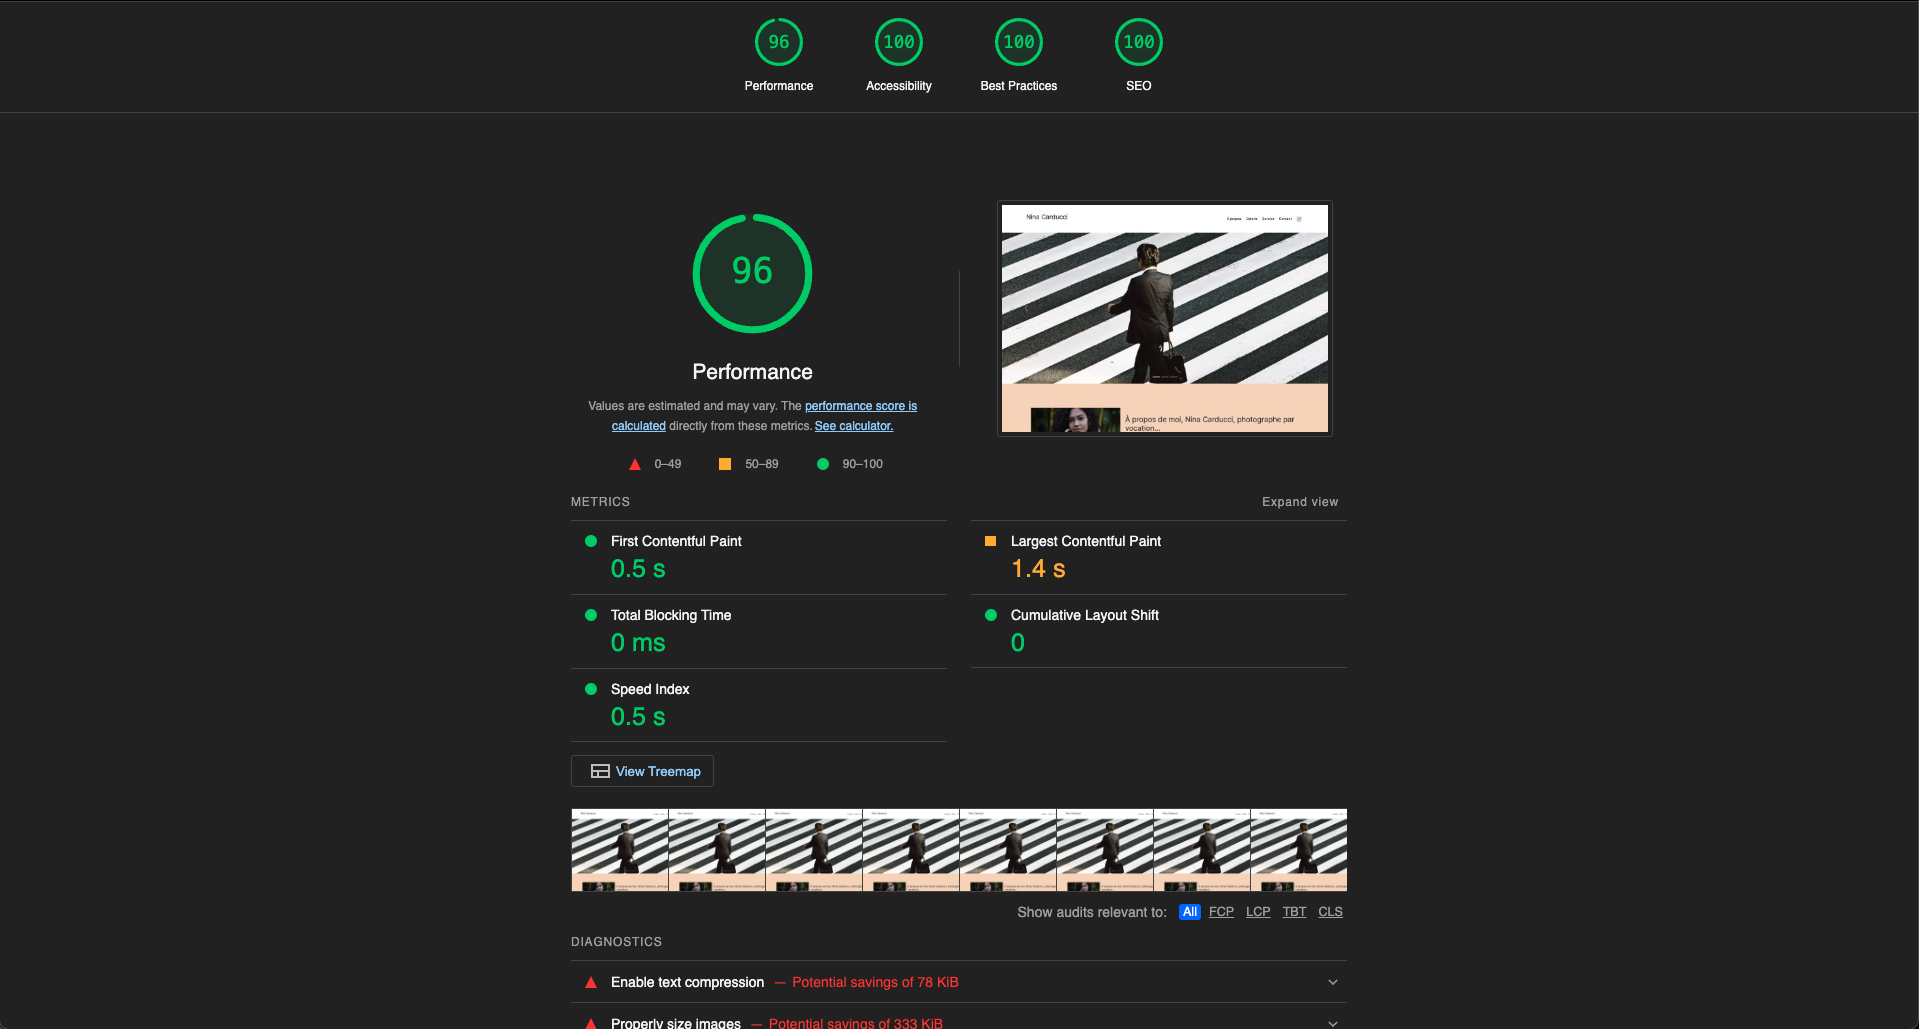 96
100
100
100
Performance
Accessibility
Best Practices
SEO
96
Performance
Values are estimated and may vary. The performance score is
calculated directly from these metrics. See calculator.
0–49
50–89
90–100
Nina Carducci
À propos de moi, Nina Carducci, photographe par
vocation...
METRICS
Expand view
First Contentful Paint
0.5 s
Largest Contentful Paint
1.4 s
Total Blocking Time
0 ms
Cumulative Layout Shift
0
Speed Index
0.5 s
View Treemap
Show audits relevant to: All FCP LCP TBT CLS
DIAGNOSTICS
Enable text compression — Potential savings of 78 KiB
Properly size images — Potential savings of 333 KiB